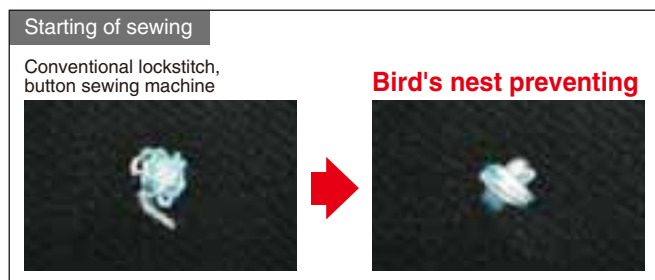 Starting of sewing
Conventional lockstitch,
button sewing machine
Bird's nest preventing